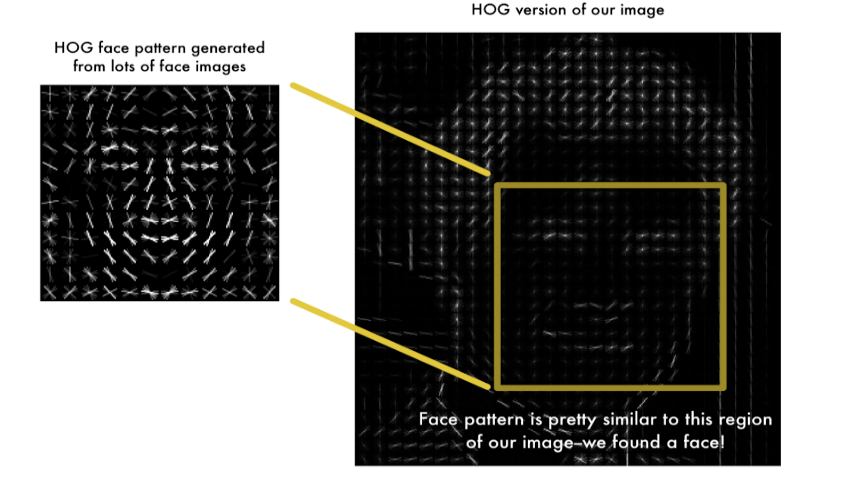 HOG version of our image
HOG face pattern generated
from lots of face images
Face pattern is pretty similar to this region
of our image–we found a face!